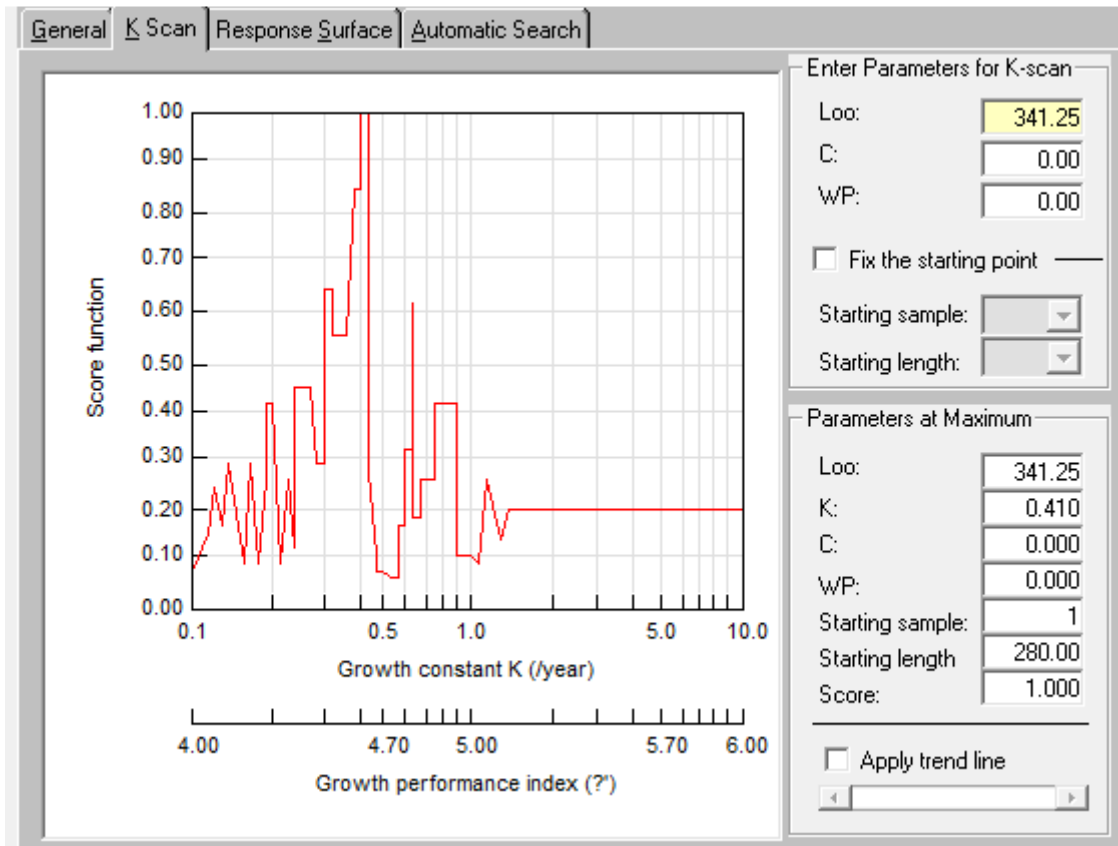 General
K Scan
Response Surface
Automatic Search
1.00
0.90
0.80
0.70
0.60
0.50
0.40
0.30
0.20
0.10
0.00
Score function
0.1
0.5
1.0
5.0
10.0
Growth constant K (/year)
4.00
4.70
5.00
5.70
6.00
Growth performance index (?')
Enter Parameters for K-scan
Loo: 341.25
C: 0.00
WP: 0.00
Fix the starting point
Starting sample:
Starting length:
Parameters at Maximum
Loo: 341.25
K: 0.410
C: 0.000
WP: 0.000
Starting sample: 1
Starting length 280.00
Score: 1.000
Apply trend line